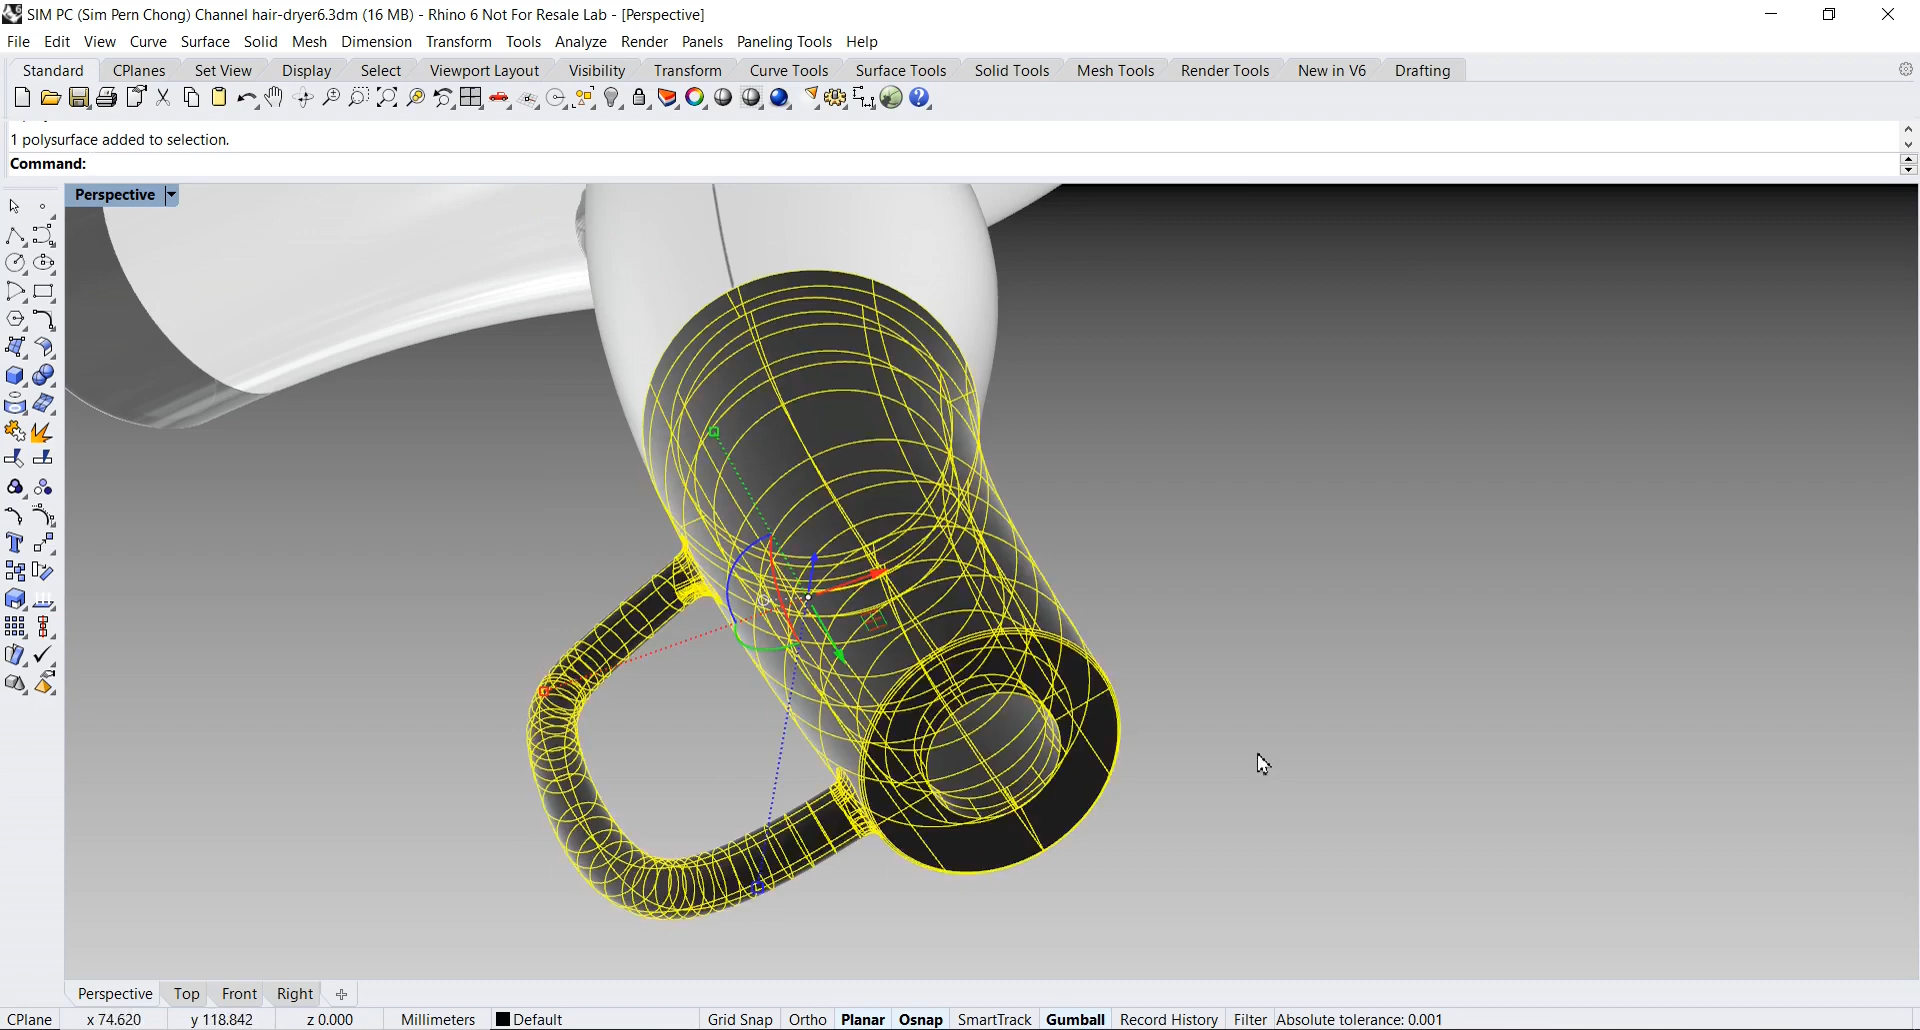 SIM PC (Sim Pern Chong) Channel hair-dryer6.3dm (16 MB) - Rhino 6 Not For Resale Lab - [Perspective]
File Edit View Curve Surface Solid Mesh Dimension Transform Tools Analyze Render Panels Paneling Tools Help
Standard CPlanes Set View Display Select Viewport Layout Visibility Transform Curve Tools Surface Tools Solid Tools Mesh Tools Render Tools New in V6 Drafting
1 polysurface added to selection.
Command:
Perspective
Perspective Top Front Right
CPlane x 74.620 y 118.842 z 0.000 Millimeters Default Grid Snap Ortho Planar Osnap SmartTrack Gumball Record History Filter Absolute tolerance: 0.001